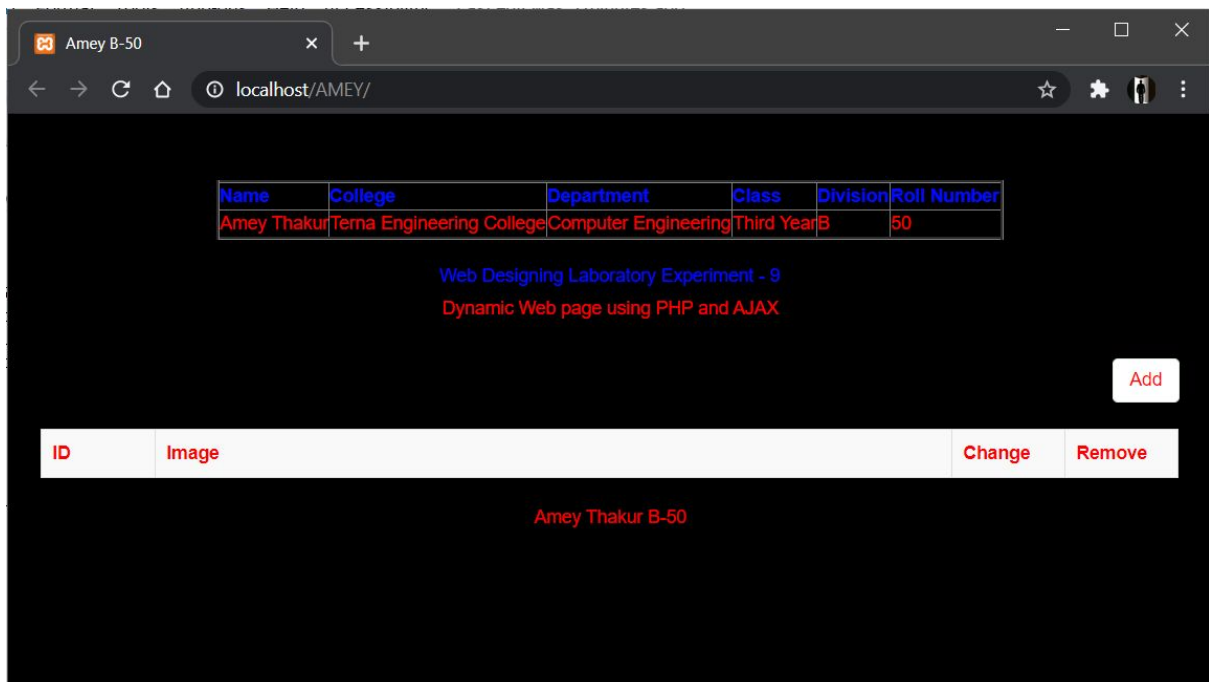 Amey B-50
localhost/AMEY/
Name College Department Class Division Roll Number
Amey Thakur Terna Engineering College Computer Engineering Third Year B 50
Web Designing Laboratory Experiment - 9
Dynamic Web page using PHP and AJAX
Add
ID Image Change Remove
Amey Thakur B-50